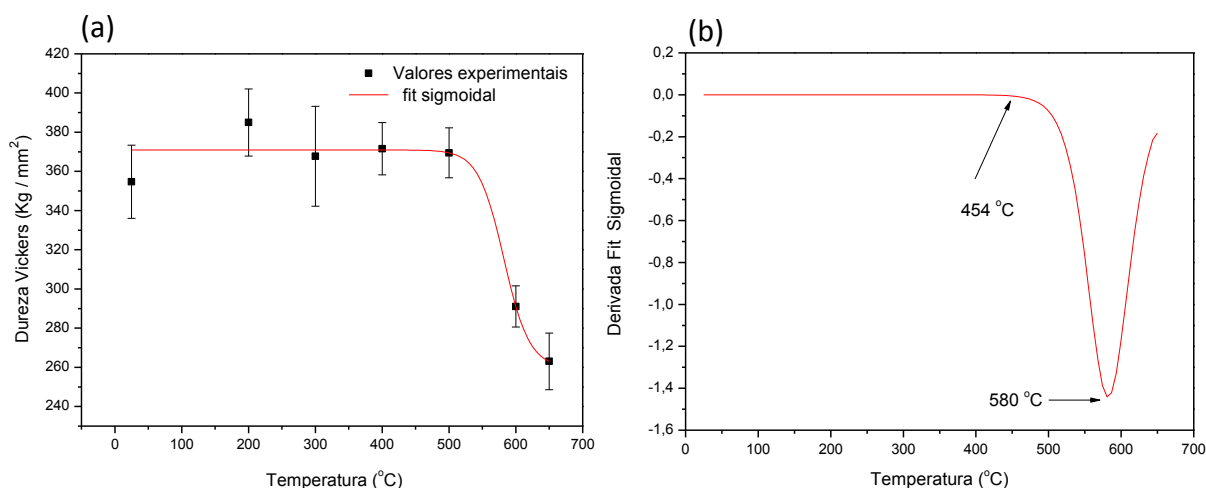 (a)
Dureza Vickers (Kg / mm²)
420
400
380
360
340
320
300
280
260
240
Valores experimentais
fit sigmoidal
0 100 200 300 400 500 600 700
Temperatura (°C)
(b)
Derivada Fit Sigmoidal
0,2
0,0
-0,2
-0,4
-0,6
-0,8
-1,0
-1,2
-1,4
-1,6
454 °C
580 °C
0 100 200 300 400 500 600 700
Temperatura (°C)